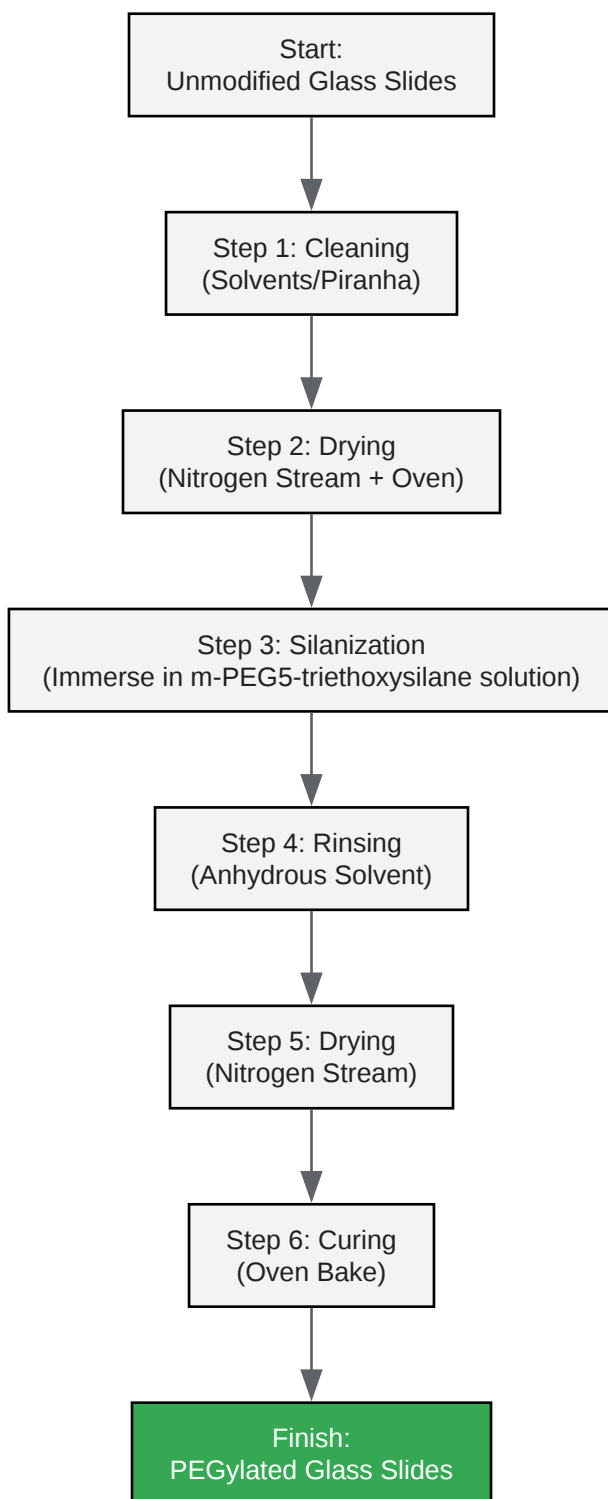 Start:
Unmodified Glass Slides
Step 1: Cleaning
(Solvents/Piranha)
Step 2: Drying
(Nitrogen Stream + Oven)
Step 3: Silanization
(Immerse in m-PEG5-triethoxysilane solution)
Step 4: Rinsing
(Anhydrous Solvent)
Step 5: Drying
(Nitrogen Stream)
Step 6: Curing
(Oven Bake)
Finish:
PEGylated Glass Slides